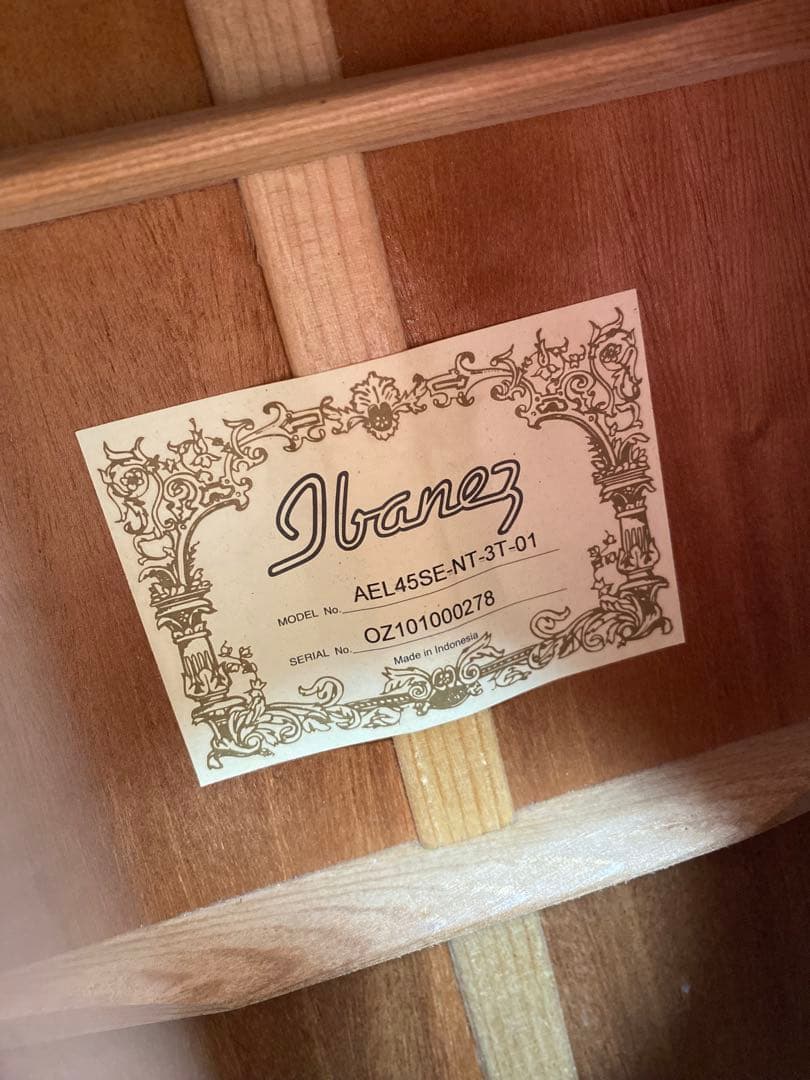 Ibanez
MODEL No. AEL45SE-NT-3T-01
SERIAL No. OZ101000278
Made in Indonesia